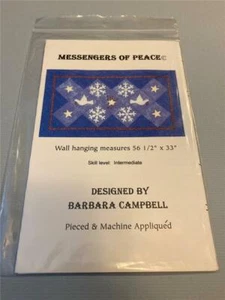 MESSENGERS OF PEACE©
Wall hanging measures 56 1/2" x 33"
Skill level Intermediate
DESIGNED BY
BARBARA CAMPBELL
Pieced & Machine Appliquéd